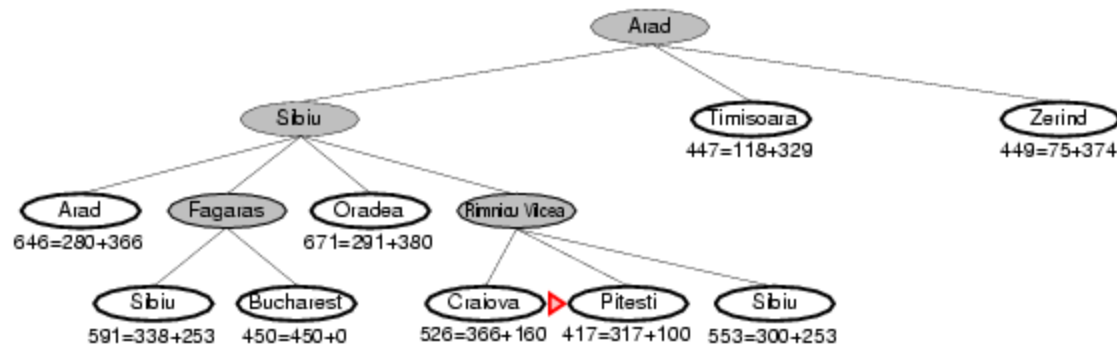 Arad
Sibiu
Timisoara
Zerind
447=118+329
449=75+374
Arad
Fagaras
Oradea
Rimnicu Vilcea
646=280+366
671=291+380
Sibiu
Bucharest
Craiova
Pitesti
Sibiu
591=338+253
450=450+0
526=366+160
417=317+100
553=300+253